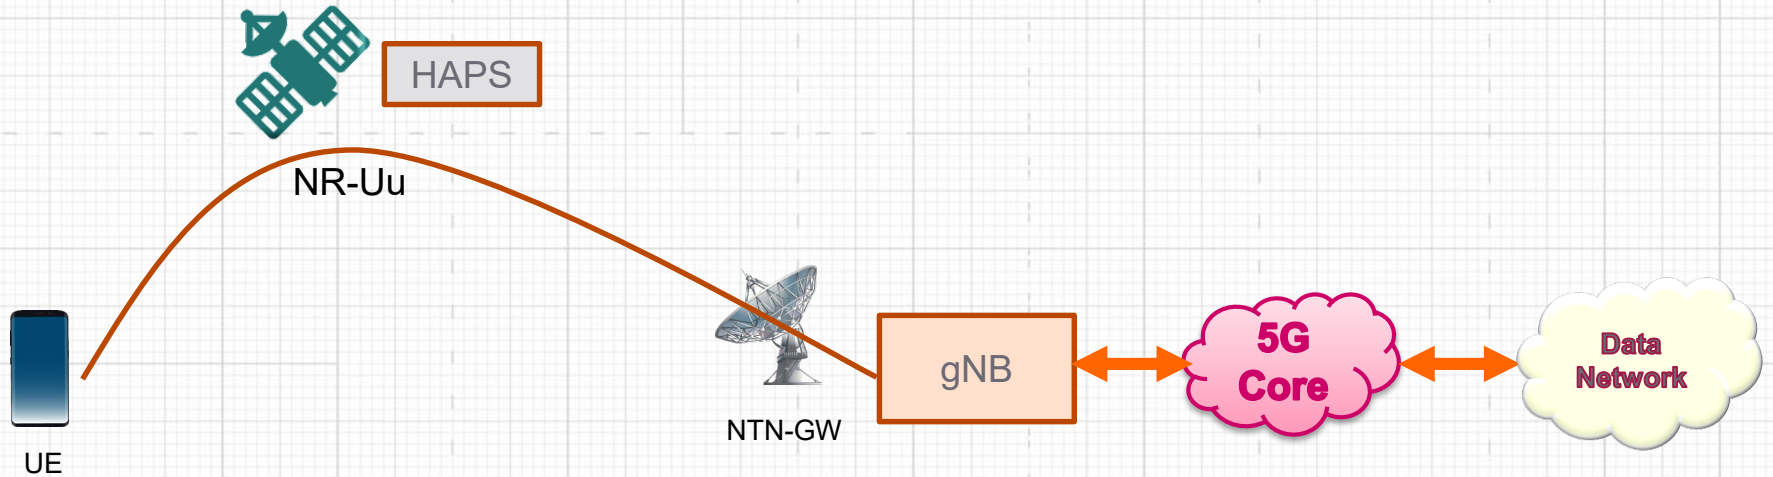 HAPS
NR-Uu
UE
NTN-GW
gNB
5G
Core
Data
Network